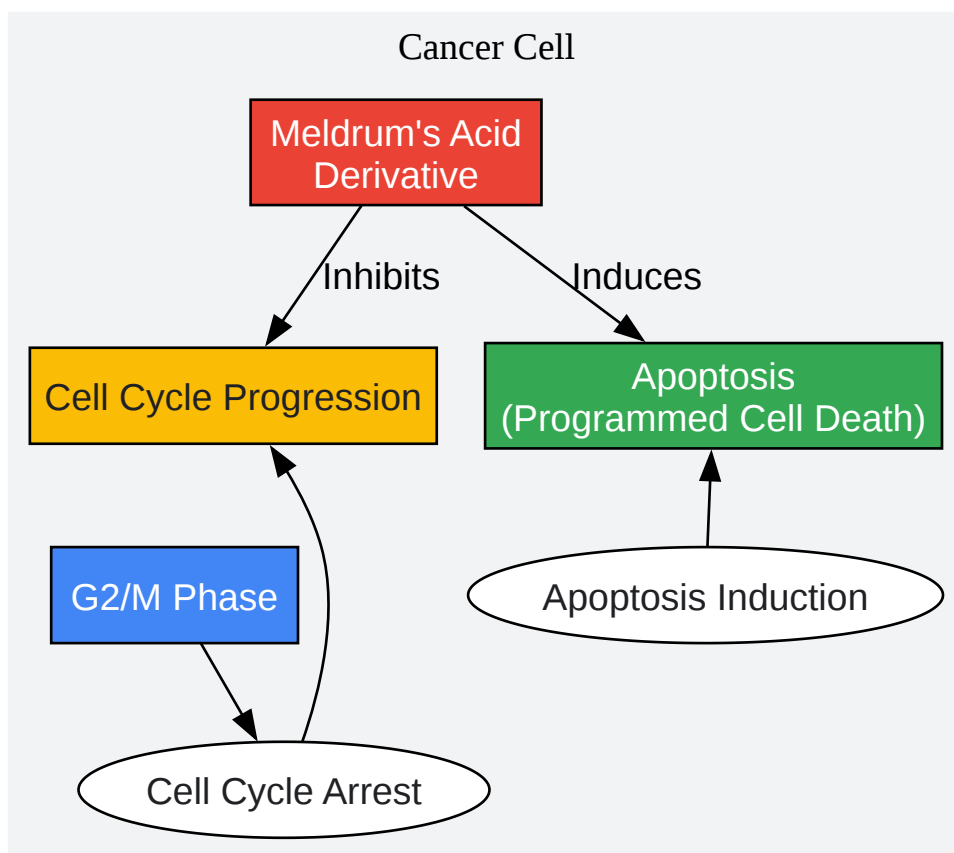 Cancer Cell
Meldrum's Acid
Derivative
Inhibits
Induces
Cell Cycle Progression
Apoptosis
(Programmed Cell Death)
G2/M Phase
Apoptosis Induction
Cell Cycle Arrest